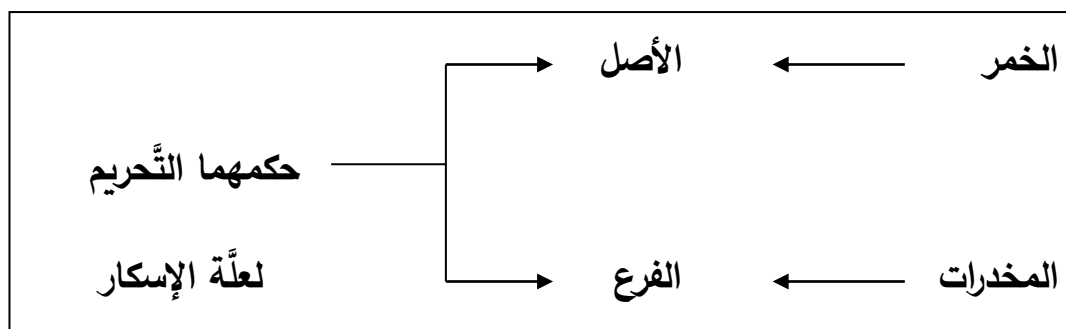 الخمر الأصل
حكمهما التَّحريم
المخدرات الفرع لعلَّة الإسكار